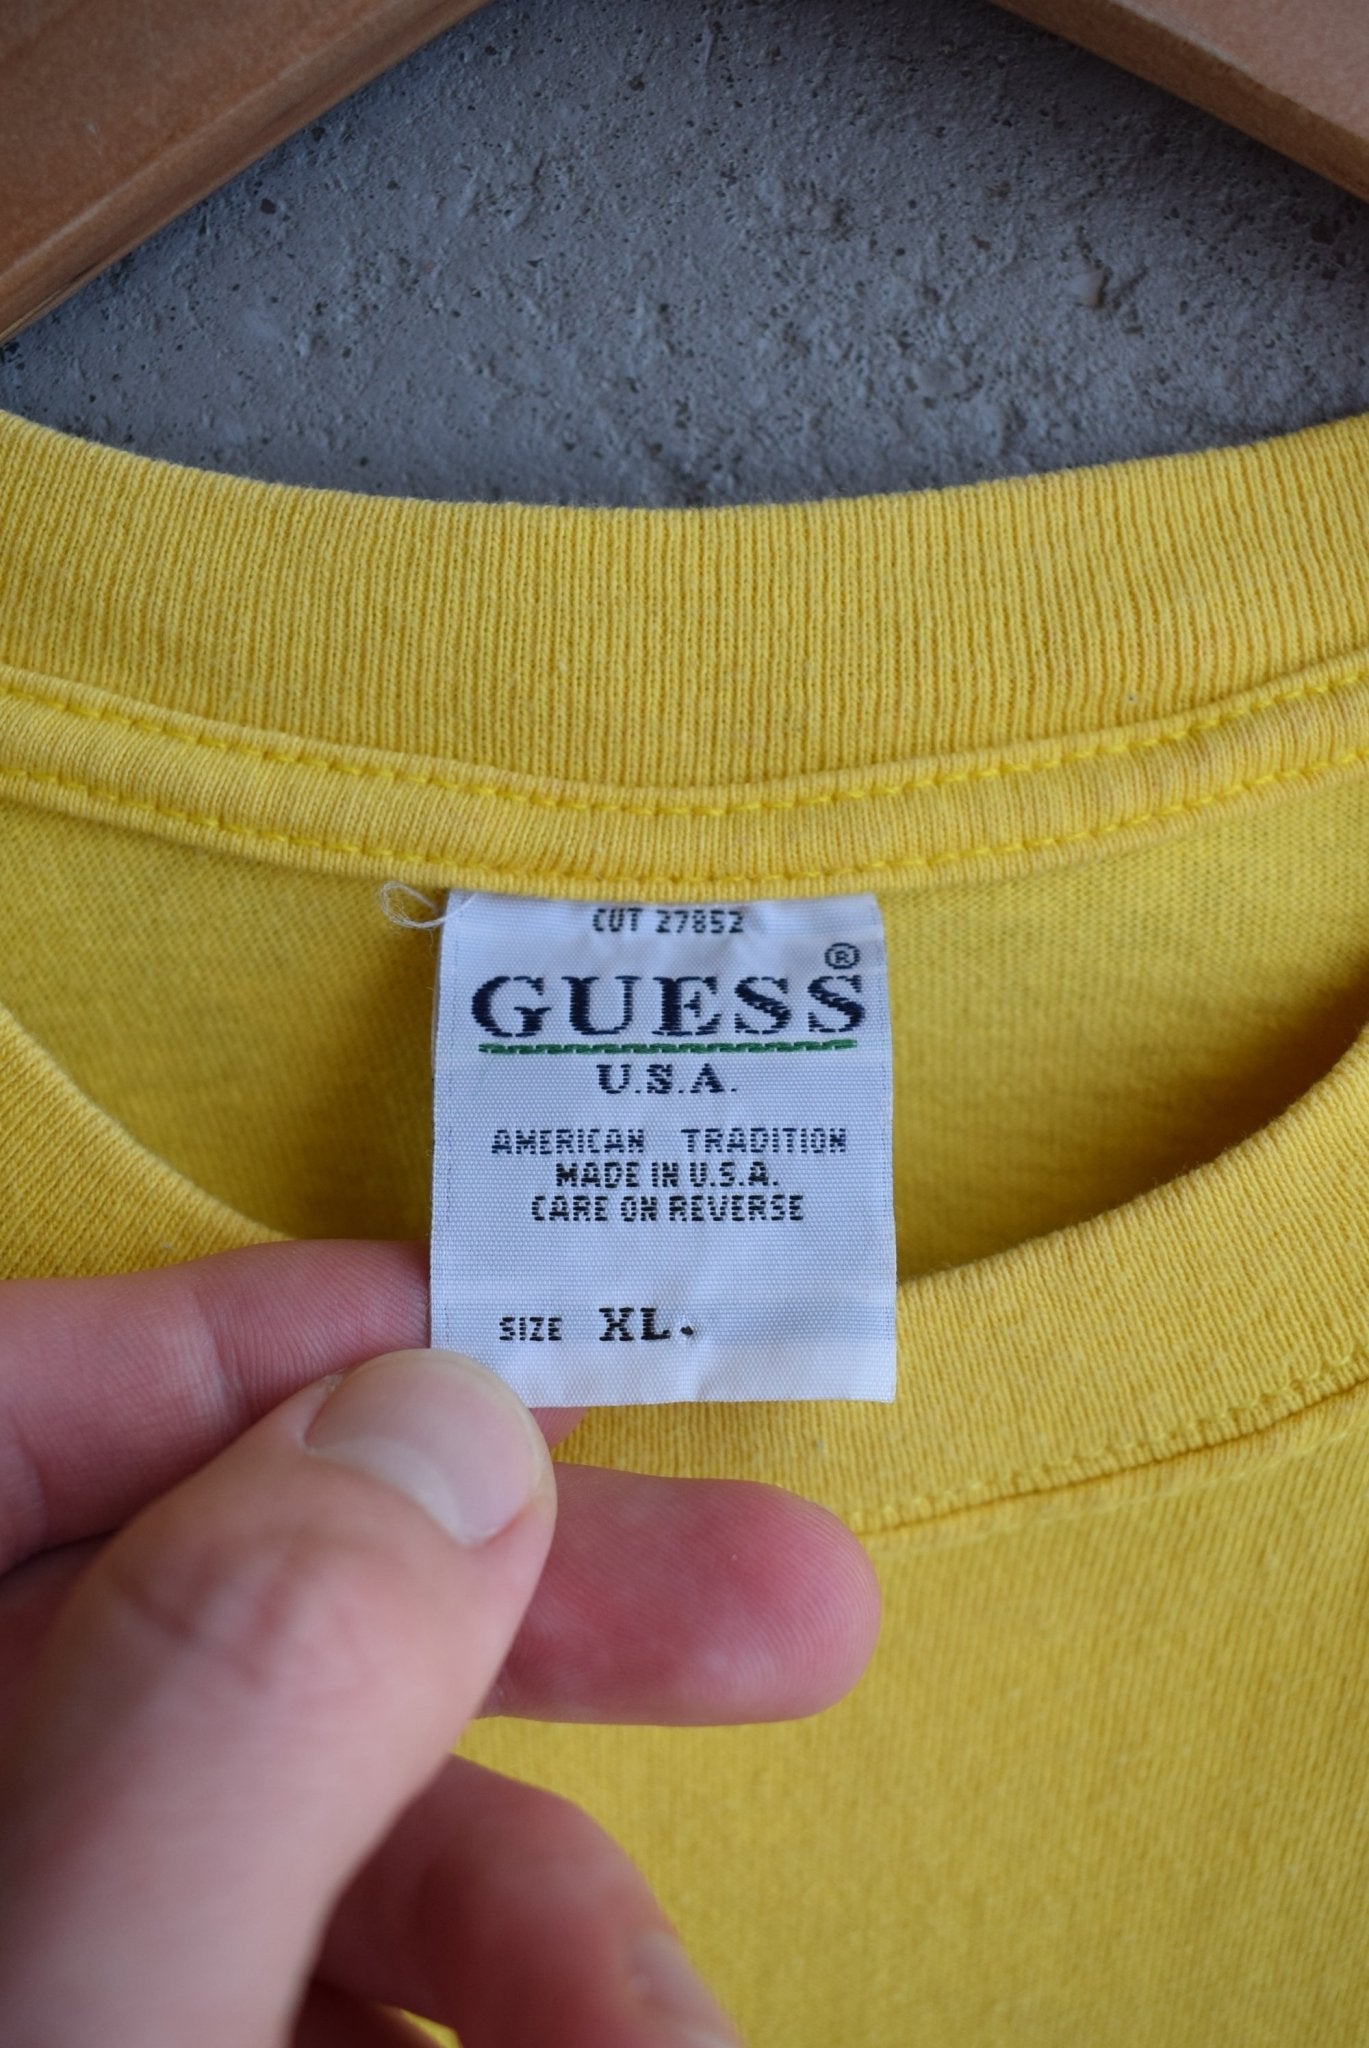 CUT 27852
GUESS®
U.S.A.
AMERICAN TRADITION
MADE IN U.S.A.
CARE ON REVERSE
SIZE XL.